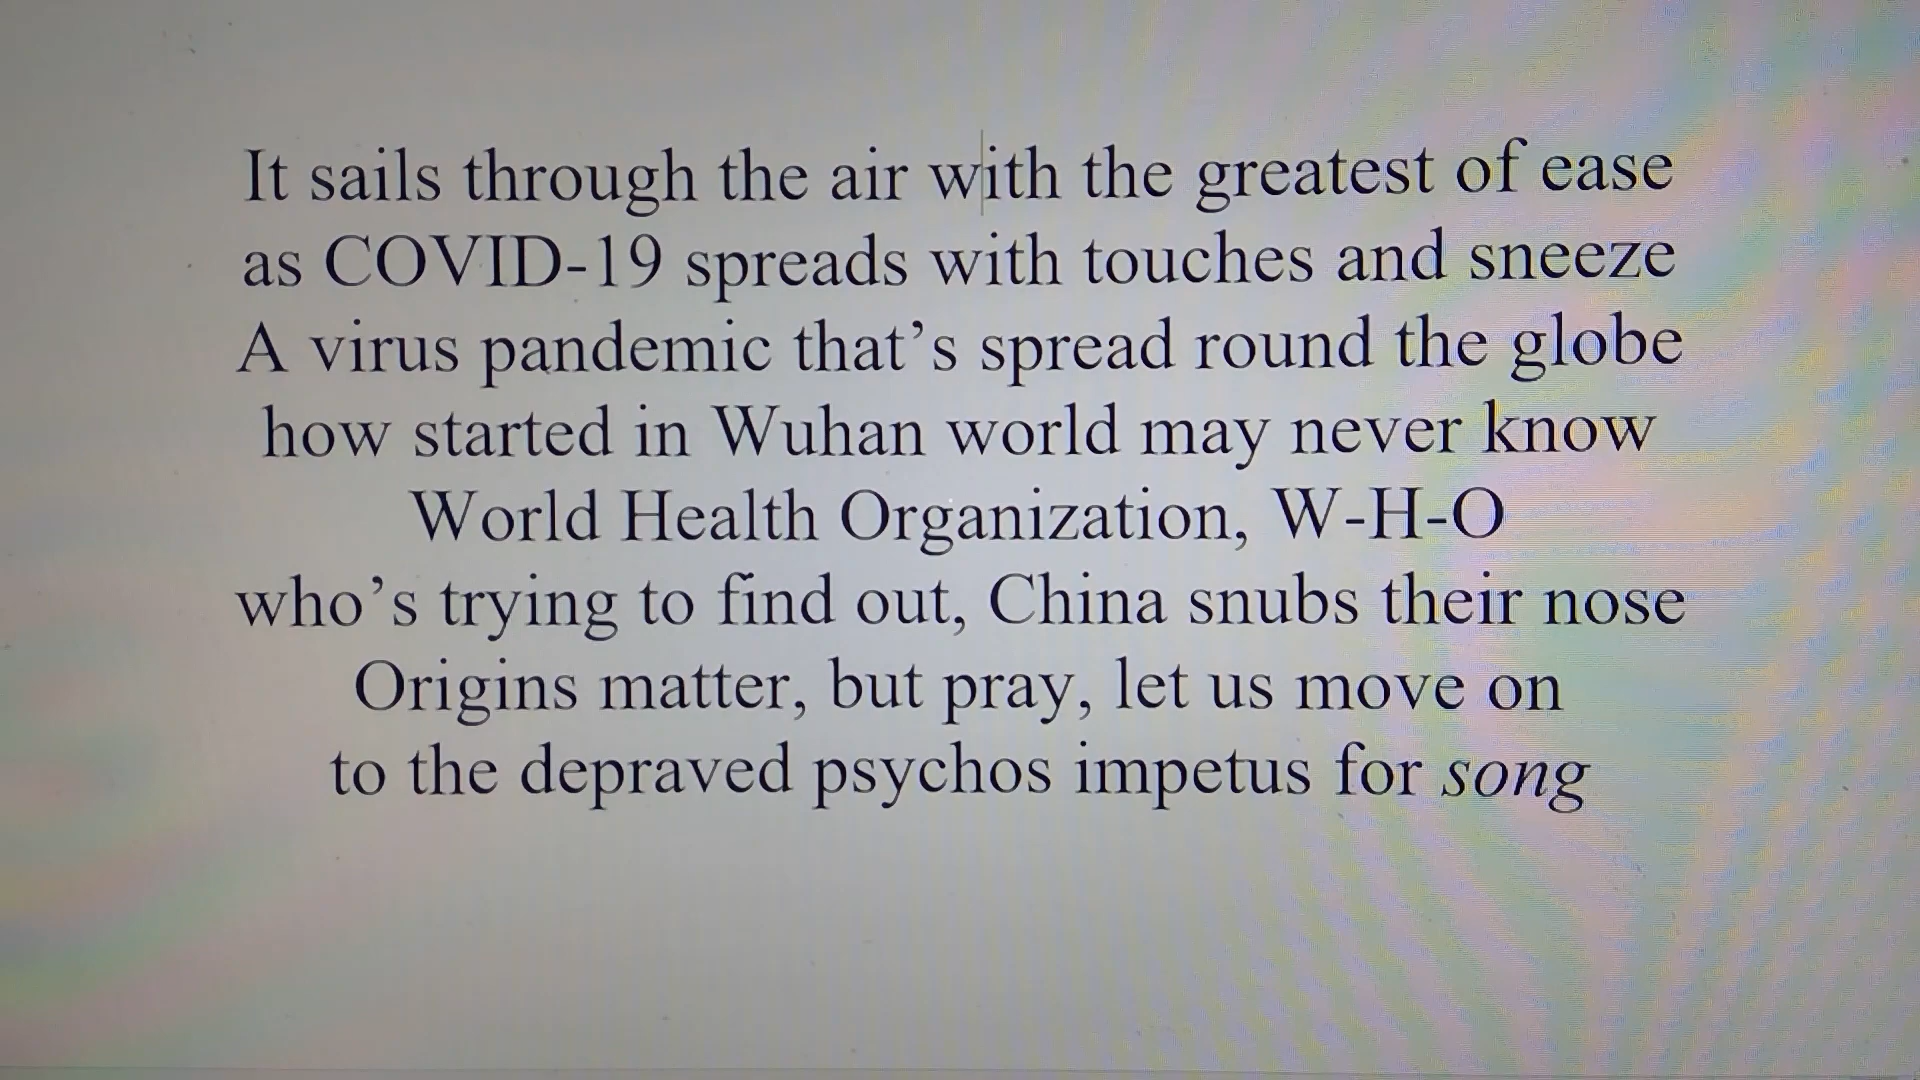 It sails through the air with the greatest of ease
as COVID-19 spreads with touches and sneeze
A virus pandemic that’s spread round the globe
how started in Wuhan world may never know
World Health Organization, W-H-O
who’s trying to find out, China snubs their nose
Origins matter, but pray, let us move on
to the depraved psychos impetus for song